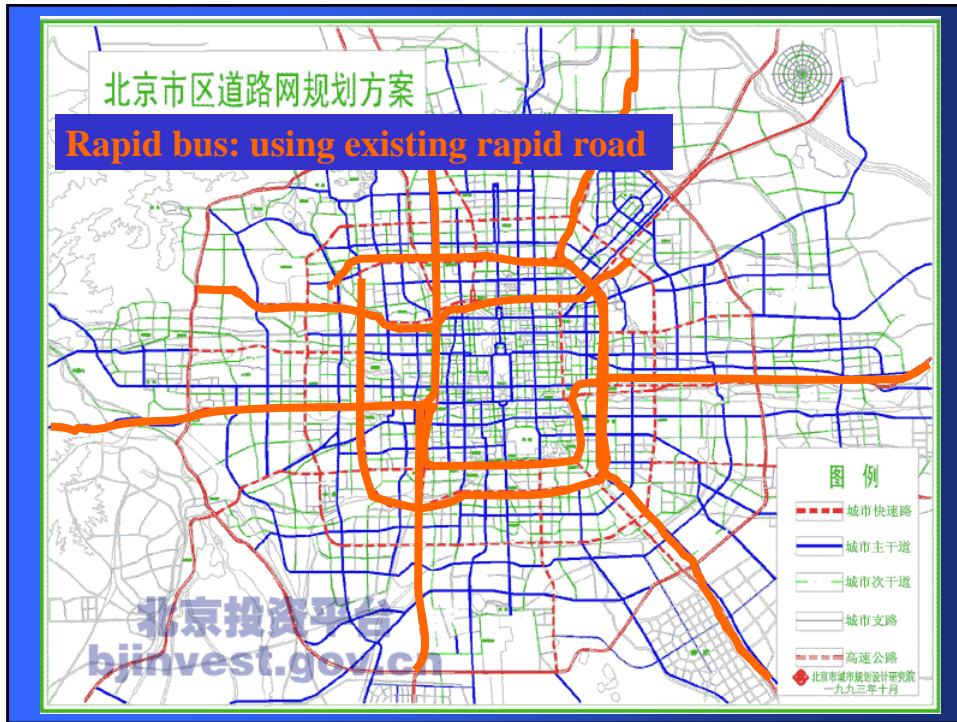 北京市区道路网规划方案
Rapid bus: using existing rapid road
图 例
城市快速路
城市主干道
城市次干道
城市支路
高速公路
北京市城市规划设计研究院
一九九三年十月
北京投资平台
bjinvest.gov.cn